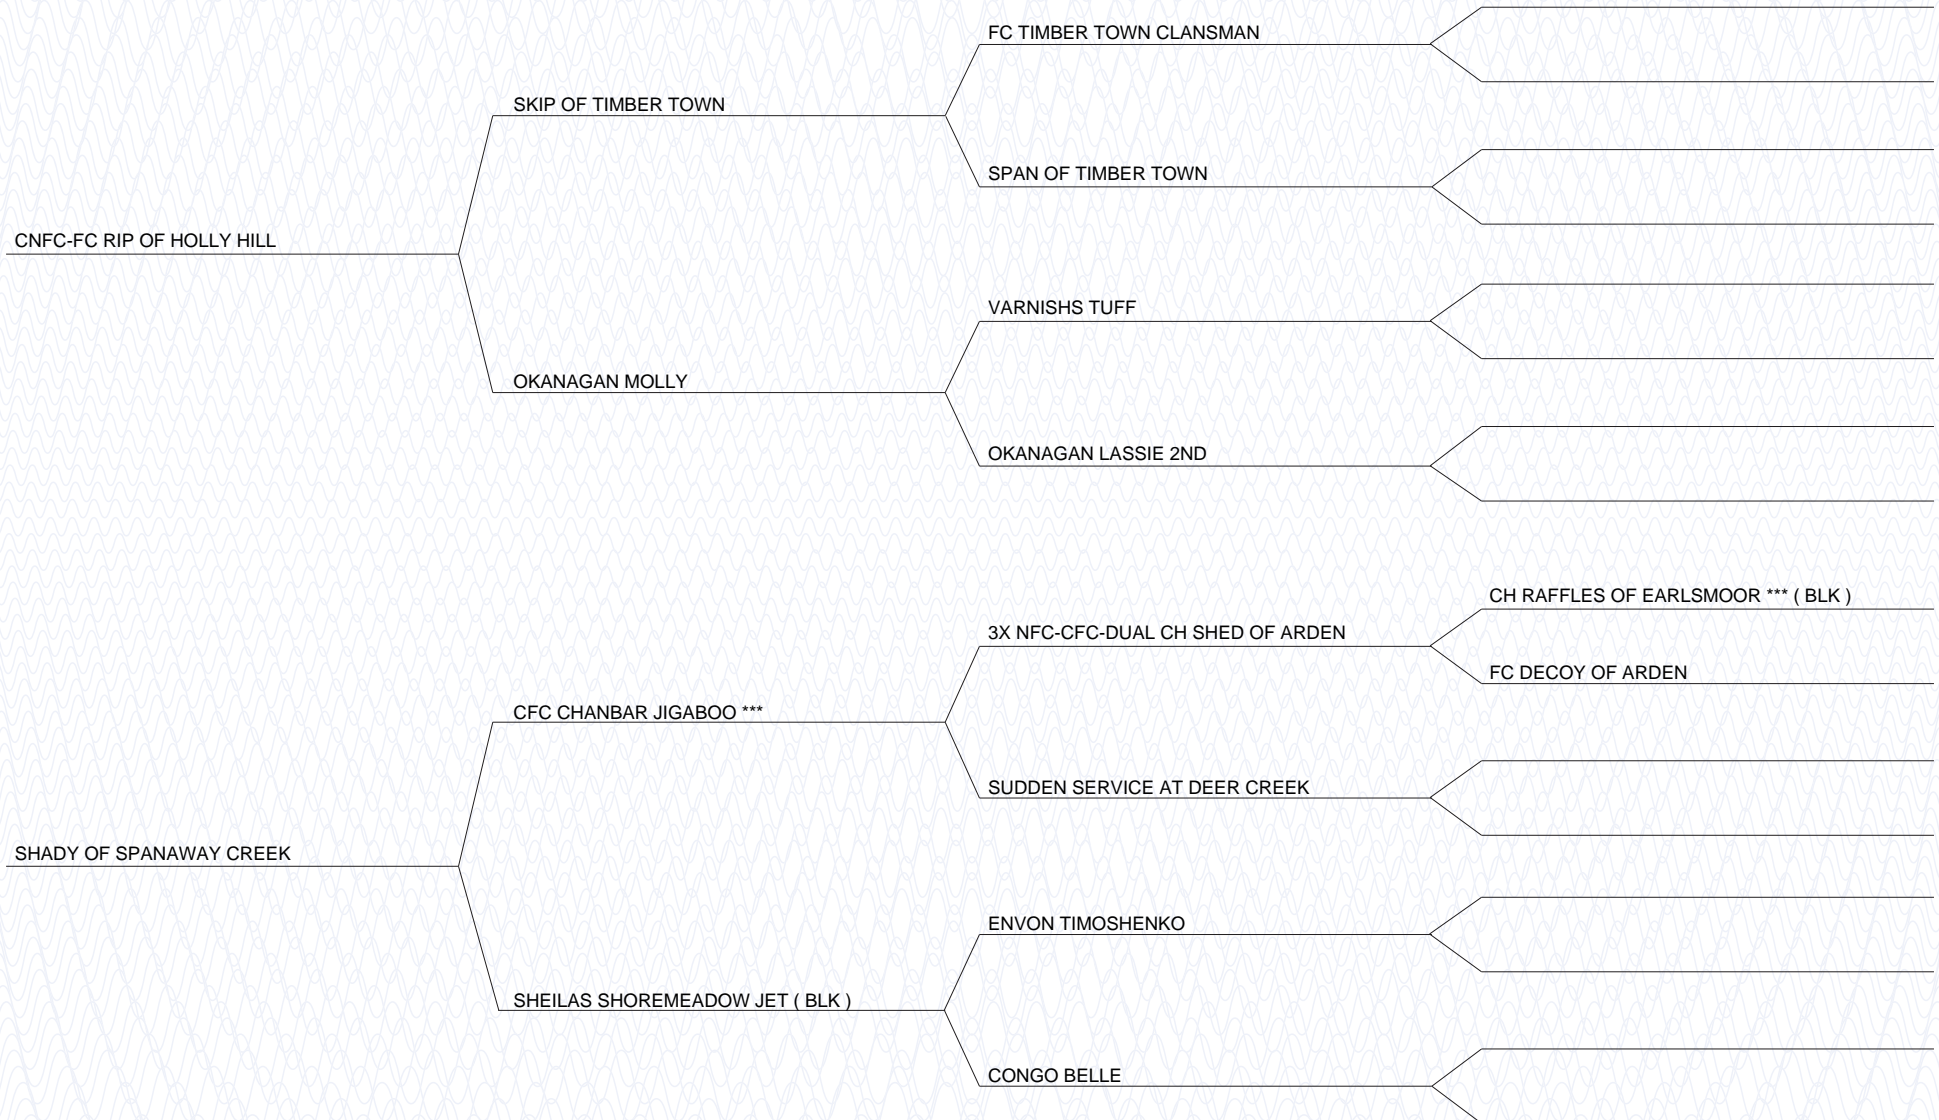 FC TIMBER TOWN CLANSMAN
SKIP OF TIMBER TOWN
SPAN OF TIMBER TOWN
CNFC-FC RIP OF HOLLY HILL
VARNISHS TUFF
OKANAGAN MOLLY
OKANAGAN LASSIE 2ND
CH RAFFLES OF EARLSMOOR *** ( BLK )
3X NFC-CFC-DUAL CH SHED OF ARDEN
FC DECOY OF ARDEN
CFC CHANBAR JIGABOO ***
SUDDEN SERVICE AT DEER CREEK
SHADY OF SPANAWAY CREEK
ENVON TIMOSHENKO
SHEILAS SHOREMEADOW JET ( BLK )
CONGO BELLE